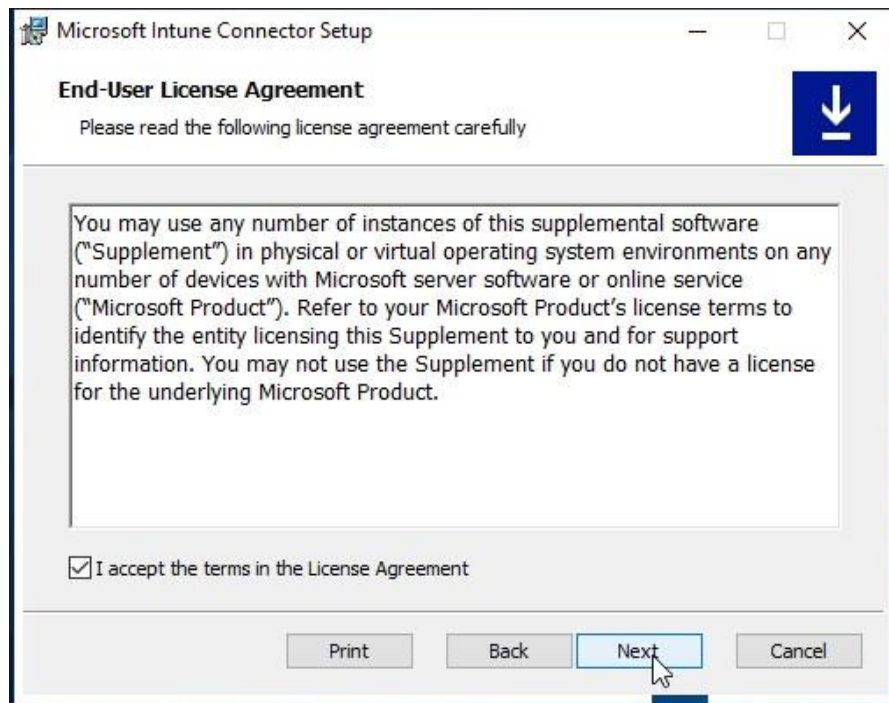 Microsoft Intune Connector Setup
End-User License Agreement
Please read the following license agreement carefully
You may use any number of instances of this supplemental software
(“Supplement”) in physical or virtual operating system environments on any
number of devices with Microsoft server software or online service
(“Microsoft Product”). Refer to your Microsoft Product’s license terms to
identify the entity licensing this Supplement to you and for support
information. You may not use the Supplement if you do not have a license
for the underlying Microsoft Product.
I accept the terms in the License Agreement
Print Back Next Cancel